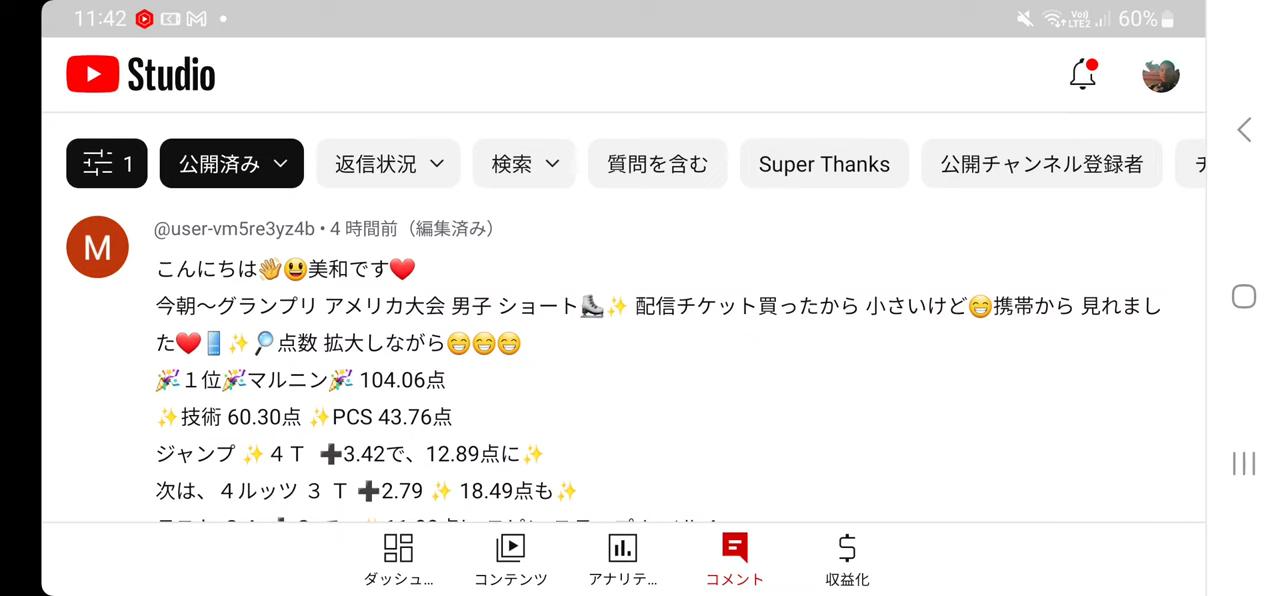 11:42
Vo) LTE2 60%
Studio
1 公開済み 返信状況 検索 質問を含む Super Thanks 公開チャンネル登録者
M
@user-vm5re3yz4b • 4 時間前（編集済み）
こんにちは👋😃美和です❤️
今朝〜グランプリ アメリカ大会 男子 ショート⛸️✨ 配信チケット買ったから 小さいけど😁携帯から 見れまし
た❤️🚪✨🔎点数 拡大しながら😁😁😁
🎉１位🎉マルニン🎉 104.06点
✨技術 60.30点 ✨PCS 43.76点
ジャンプ ✨４Ｔ ➕3.42で、12.89点に✨
次は、４ルッツ ３ Ｔ ➕2.79 ✨ 18.49点も✨
ダッシュ... コンテンツ アナリテ... コメント 収益化